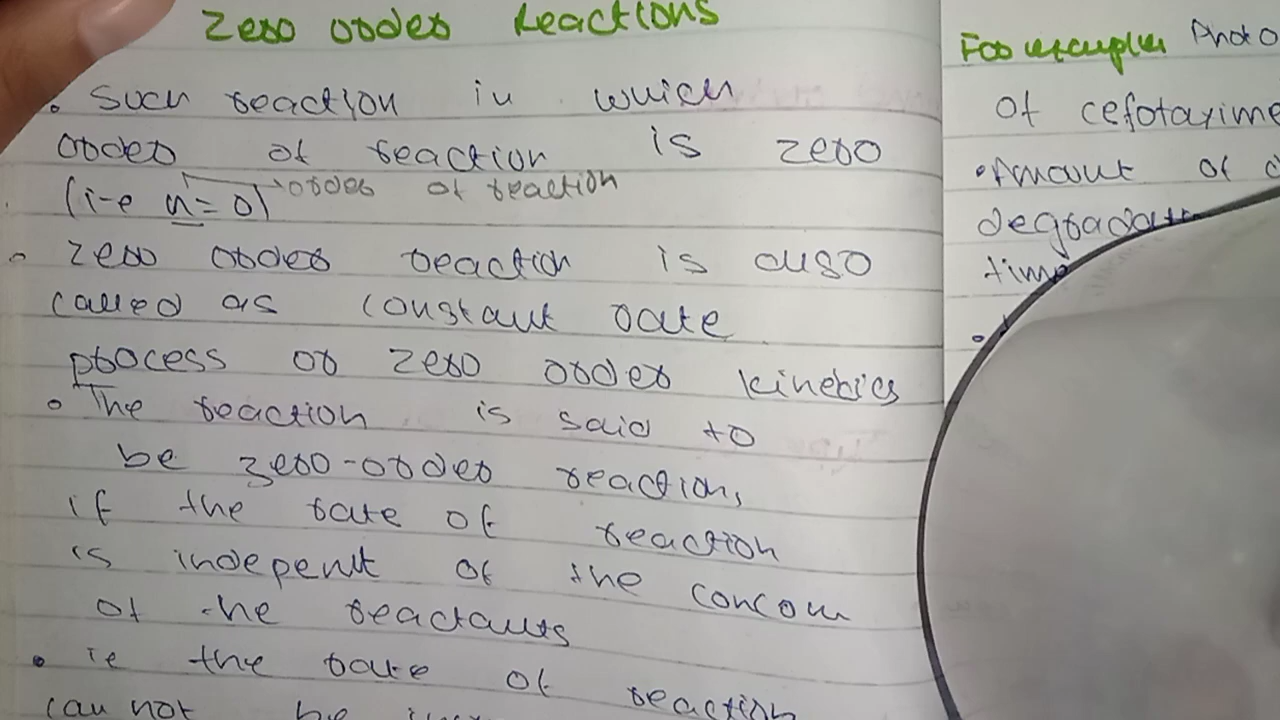 Zero order Reactions
• Such reaction in which
order of reaction is zero
(i-e n=0) order of reaction
• zero order reaction is also
called as constant rate
process or zero order kinetics
• The reaction is said to
be zero-order reaction,
if the rate of reaction
is indepent of the
of the reactants
• ie the rate of reaction
can not be
For example Photo
of cefotaxime
• Amount of
time